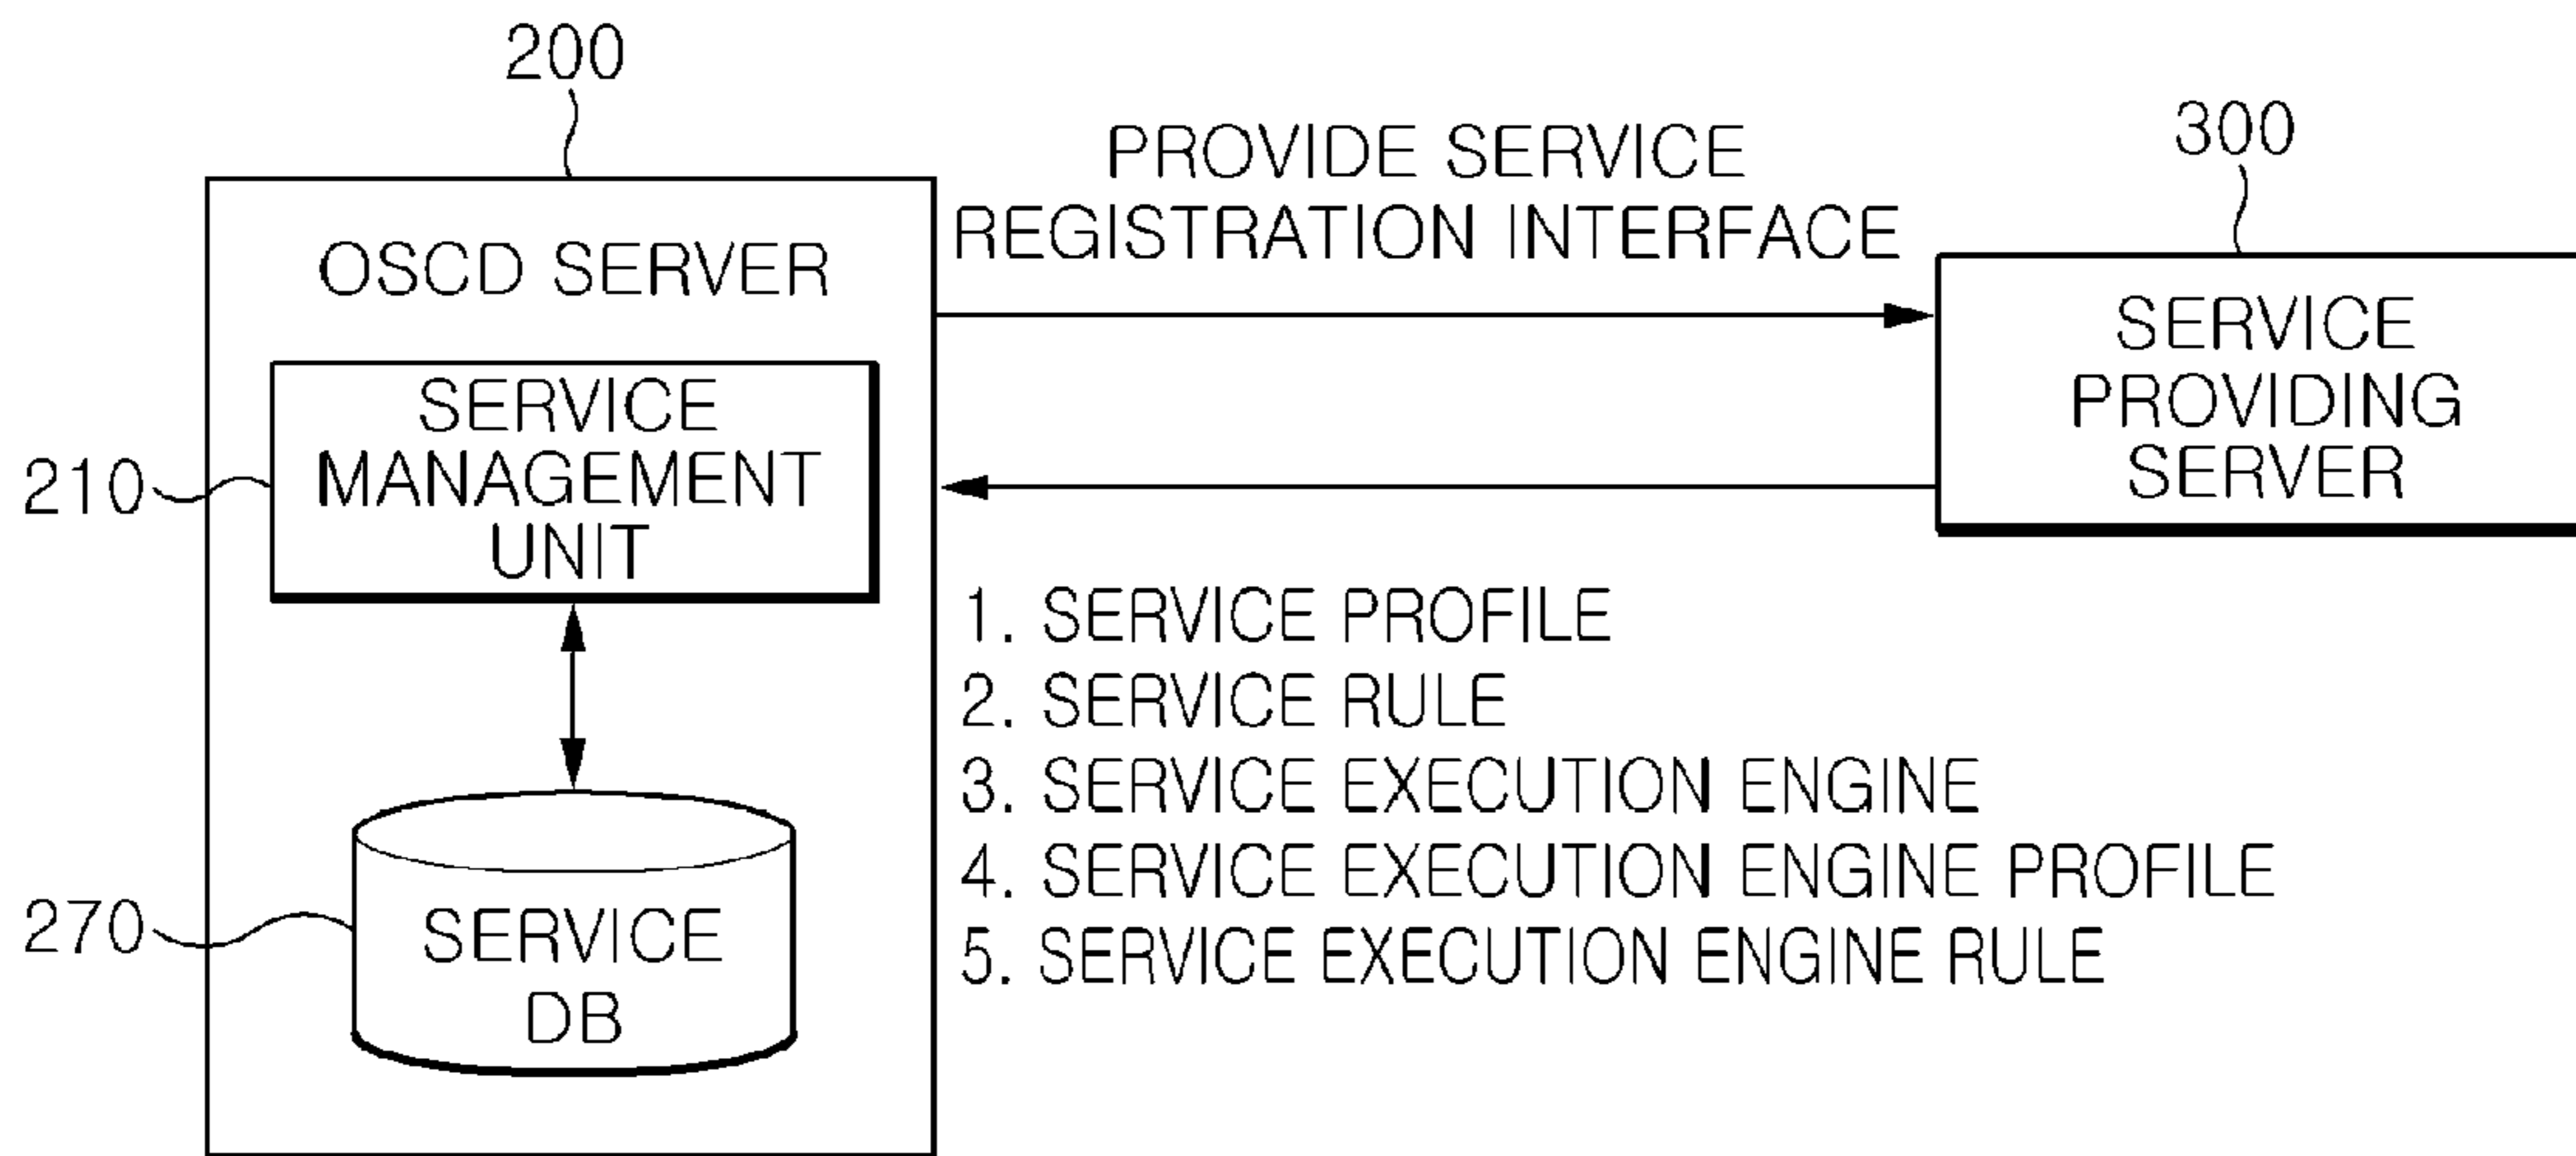 200
PROVIDE SERVICE
REGISTRATION INTERFACE
300
OSCD SERVER
SERVICE
MANAGEMENT
UNIT
210
SERVICE
PROVIDING
SERVER
1. SERVICE PROFILE
2. SERVICE RULE
3. SERVICE EXECUTION ENGINE
4. SERVICE EXECUTION ENGINE PROFILE
5. SERVICE EXECUTION ENGINE RULE
270
SERVICE
DB